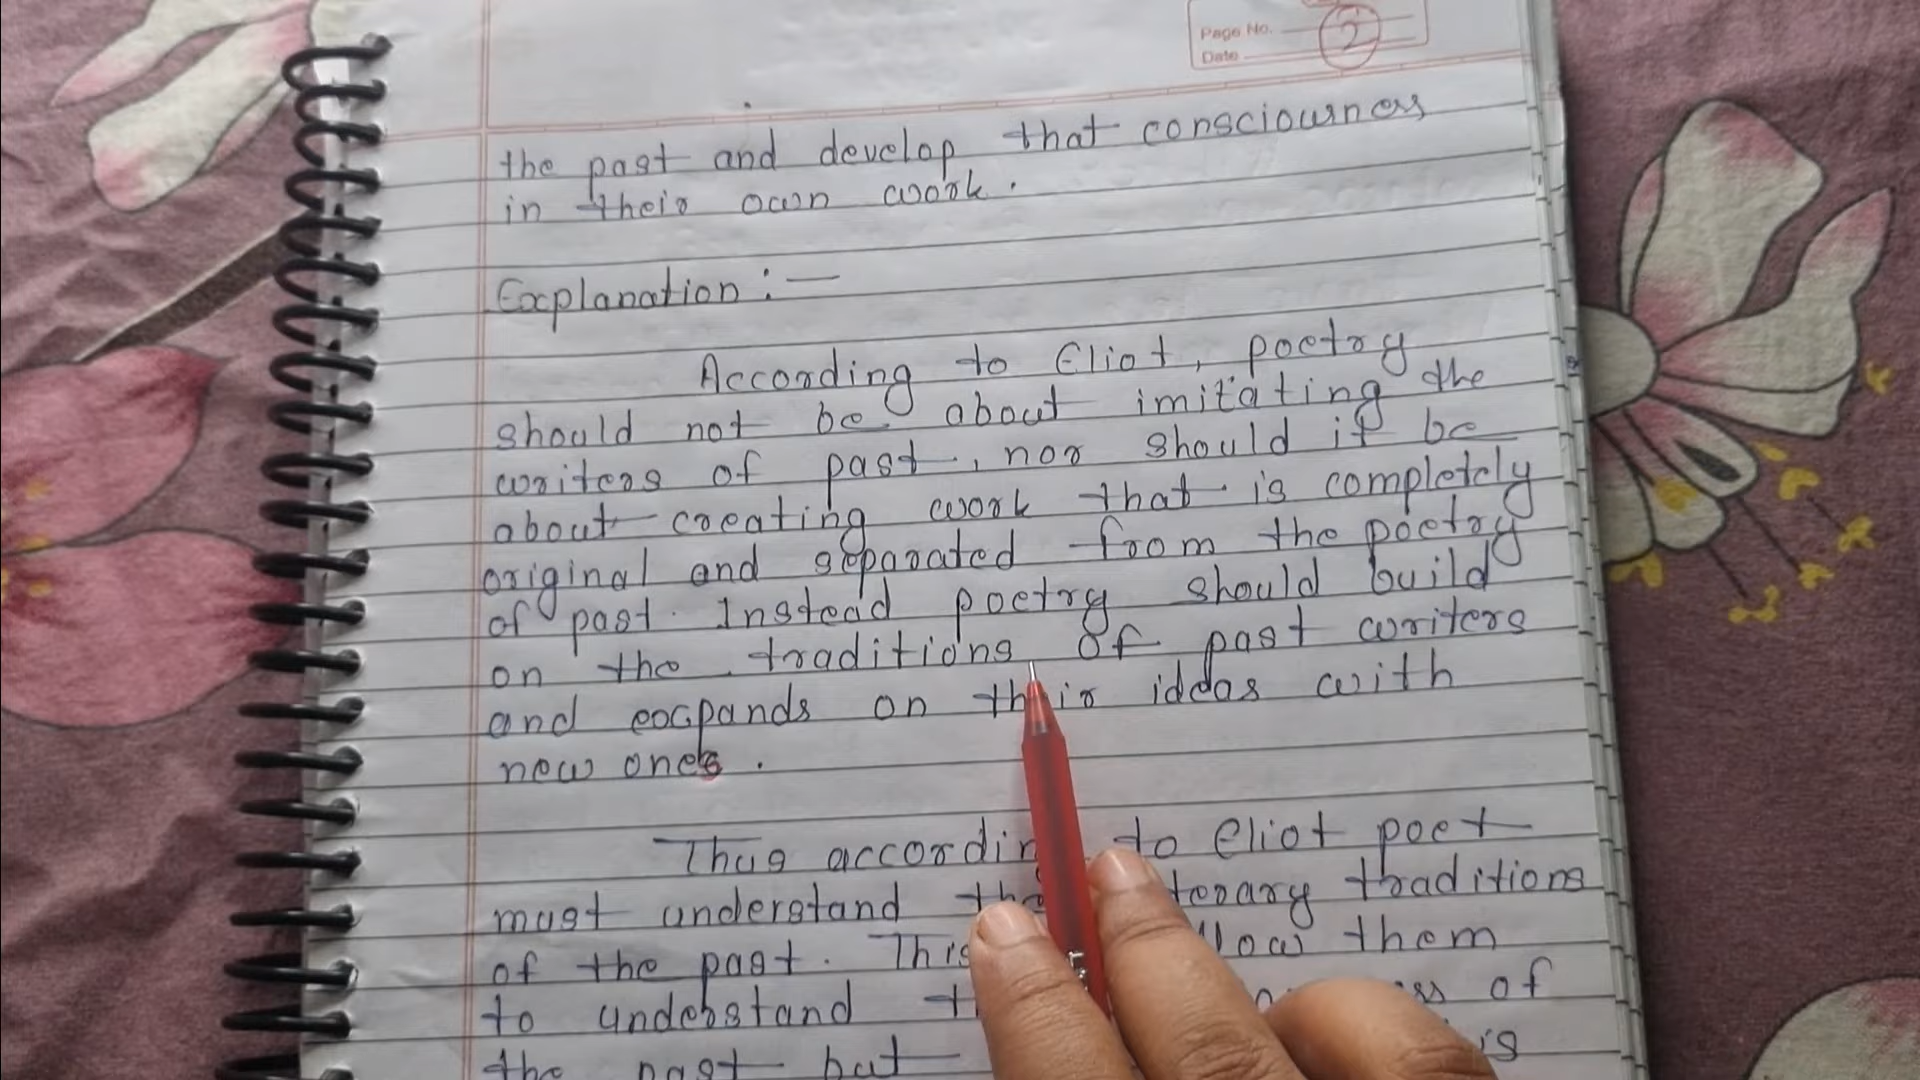 Page No.
2
Date
the past and develop that consciousness
in their own work.
Explanation :—
According to Eliot, poetry
should not be about imitating the
writers of past, nor should it be
about creating work that is completely
original and separated from the poetry
of past. Instead poetry should build
on the traditions of past writers
and expands on their ideas with
new ones.
Thus according to Eliot poet
must understand the traditions
of the past. This them
to understand of
the past but is